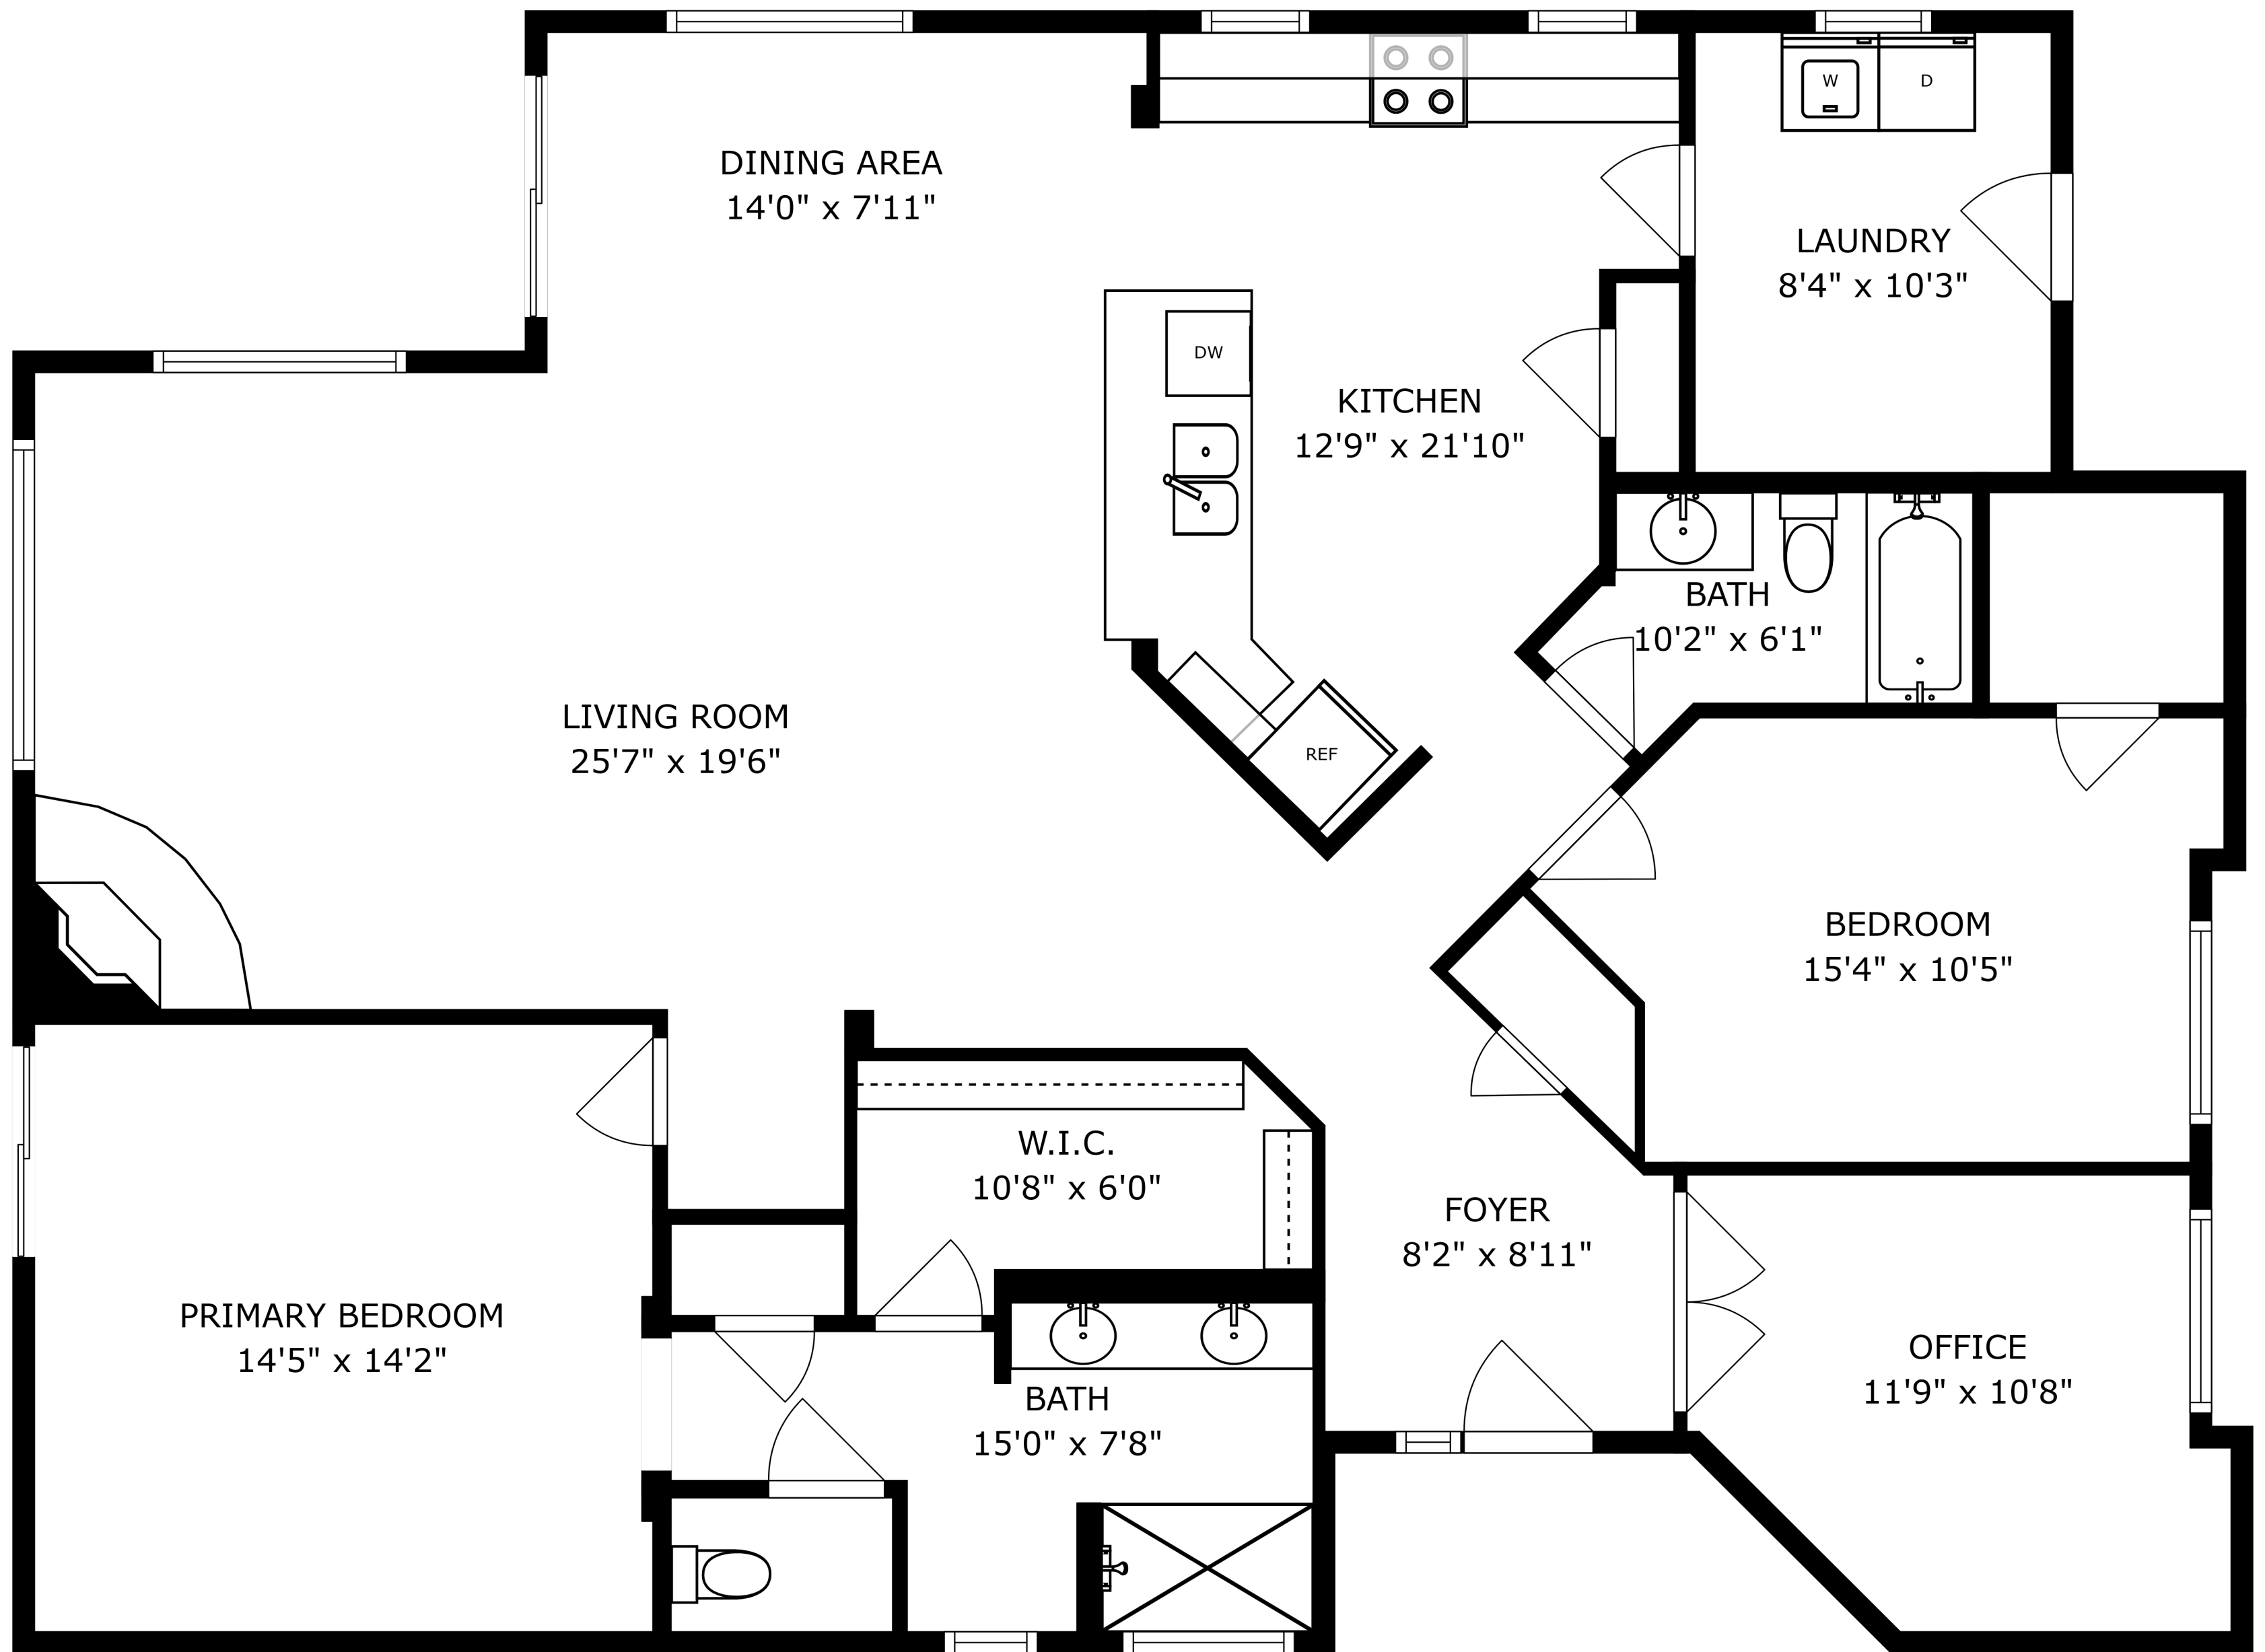 W
D
DINING AREA
14'0" x 7'11"
LAUNDRY
8'4" x 10'3"
DW
KITCHEN
12'9" x 21'10"
BATH
10'2" x 6'1"
LIVING ROOM
25'7" x 19'6"
REF
BEDROOM
15'4" x 10'5"
W.I.C.
10'8" x 6'0"
FOYER
8'2" x 8'11"
PRIMARY BEDROOM
14'5" x 14'2"
OFFICE
11'9" x 10'8"
BATH
15'0" x 7'8"